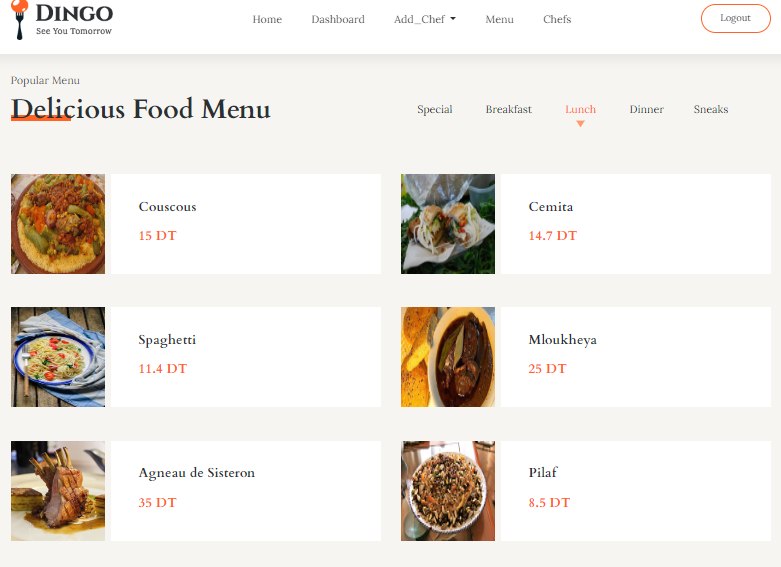 DINGO
See You Tomorrow
Home Dashboard Add_Chef Menu Chefs Logout
Popular Menu
Delicious Food Menu
Special Breakfast Lunch Dinner Sneaks
Couscous
15 DT
Cemita
14.7 DT
Spaghetti
11.4 DT
Mloukheya
25 DT
Agneau de Sisteron
35 DT
Pilaf
8.5 DT